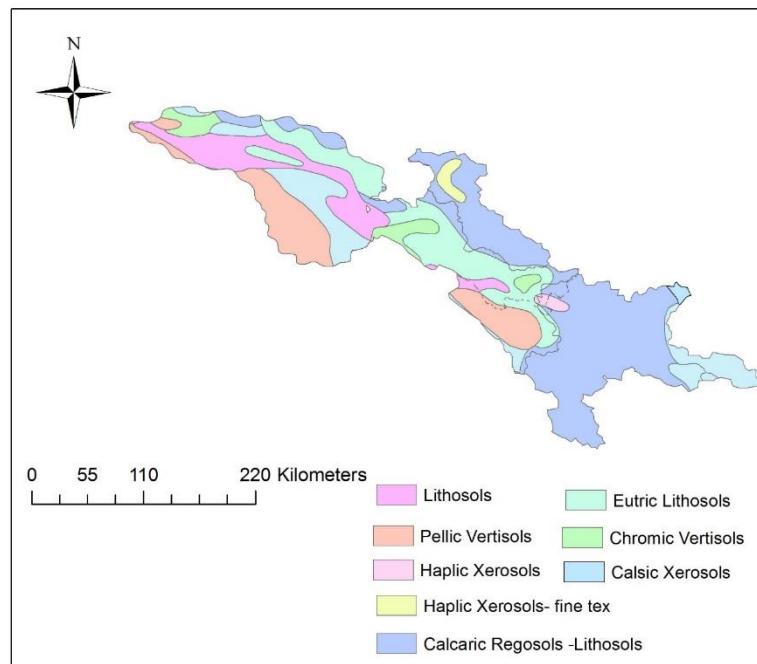 N
0 55 110 220 Kilometers
Lithosols
Eutric Lithosols
Pellic Vertisols
Chromic Vertisols
Haplic Xerosols
Calsic Xerosols
Haplic Xerosols- fine tex
Calcaric Regosols -Lithosols